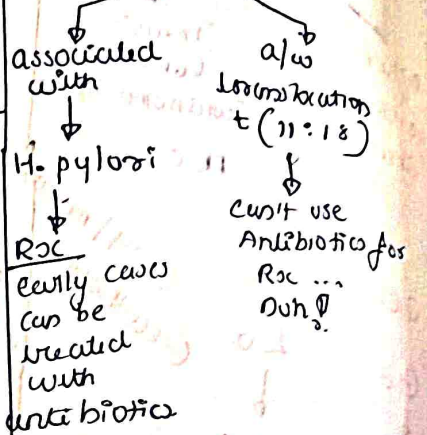 associated
with
H. pylori
Rx
early cases
can be
treated
with
antibiotics
a/w
translocation
t (11:18)
can't use
Antibiotics for
Rx ...
Duh!